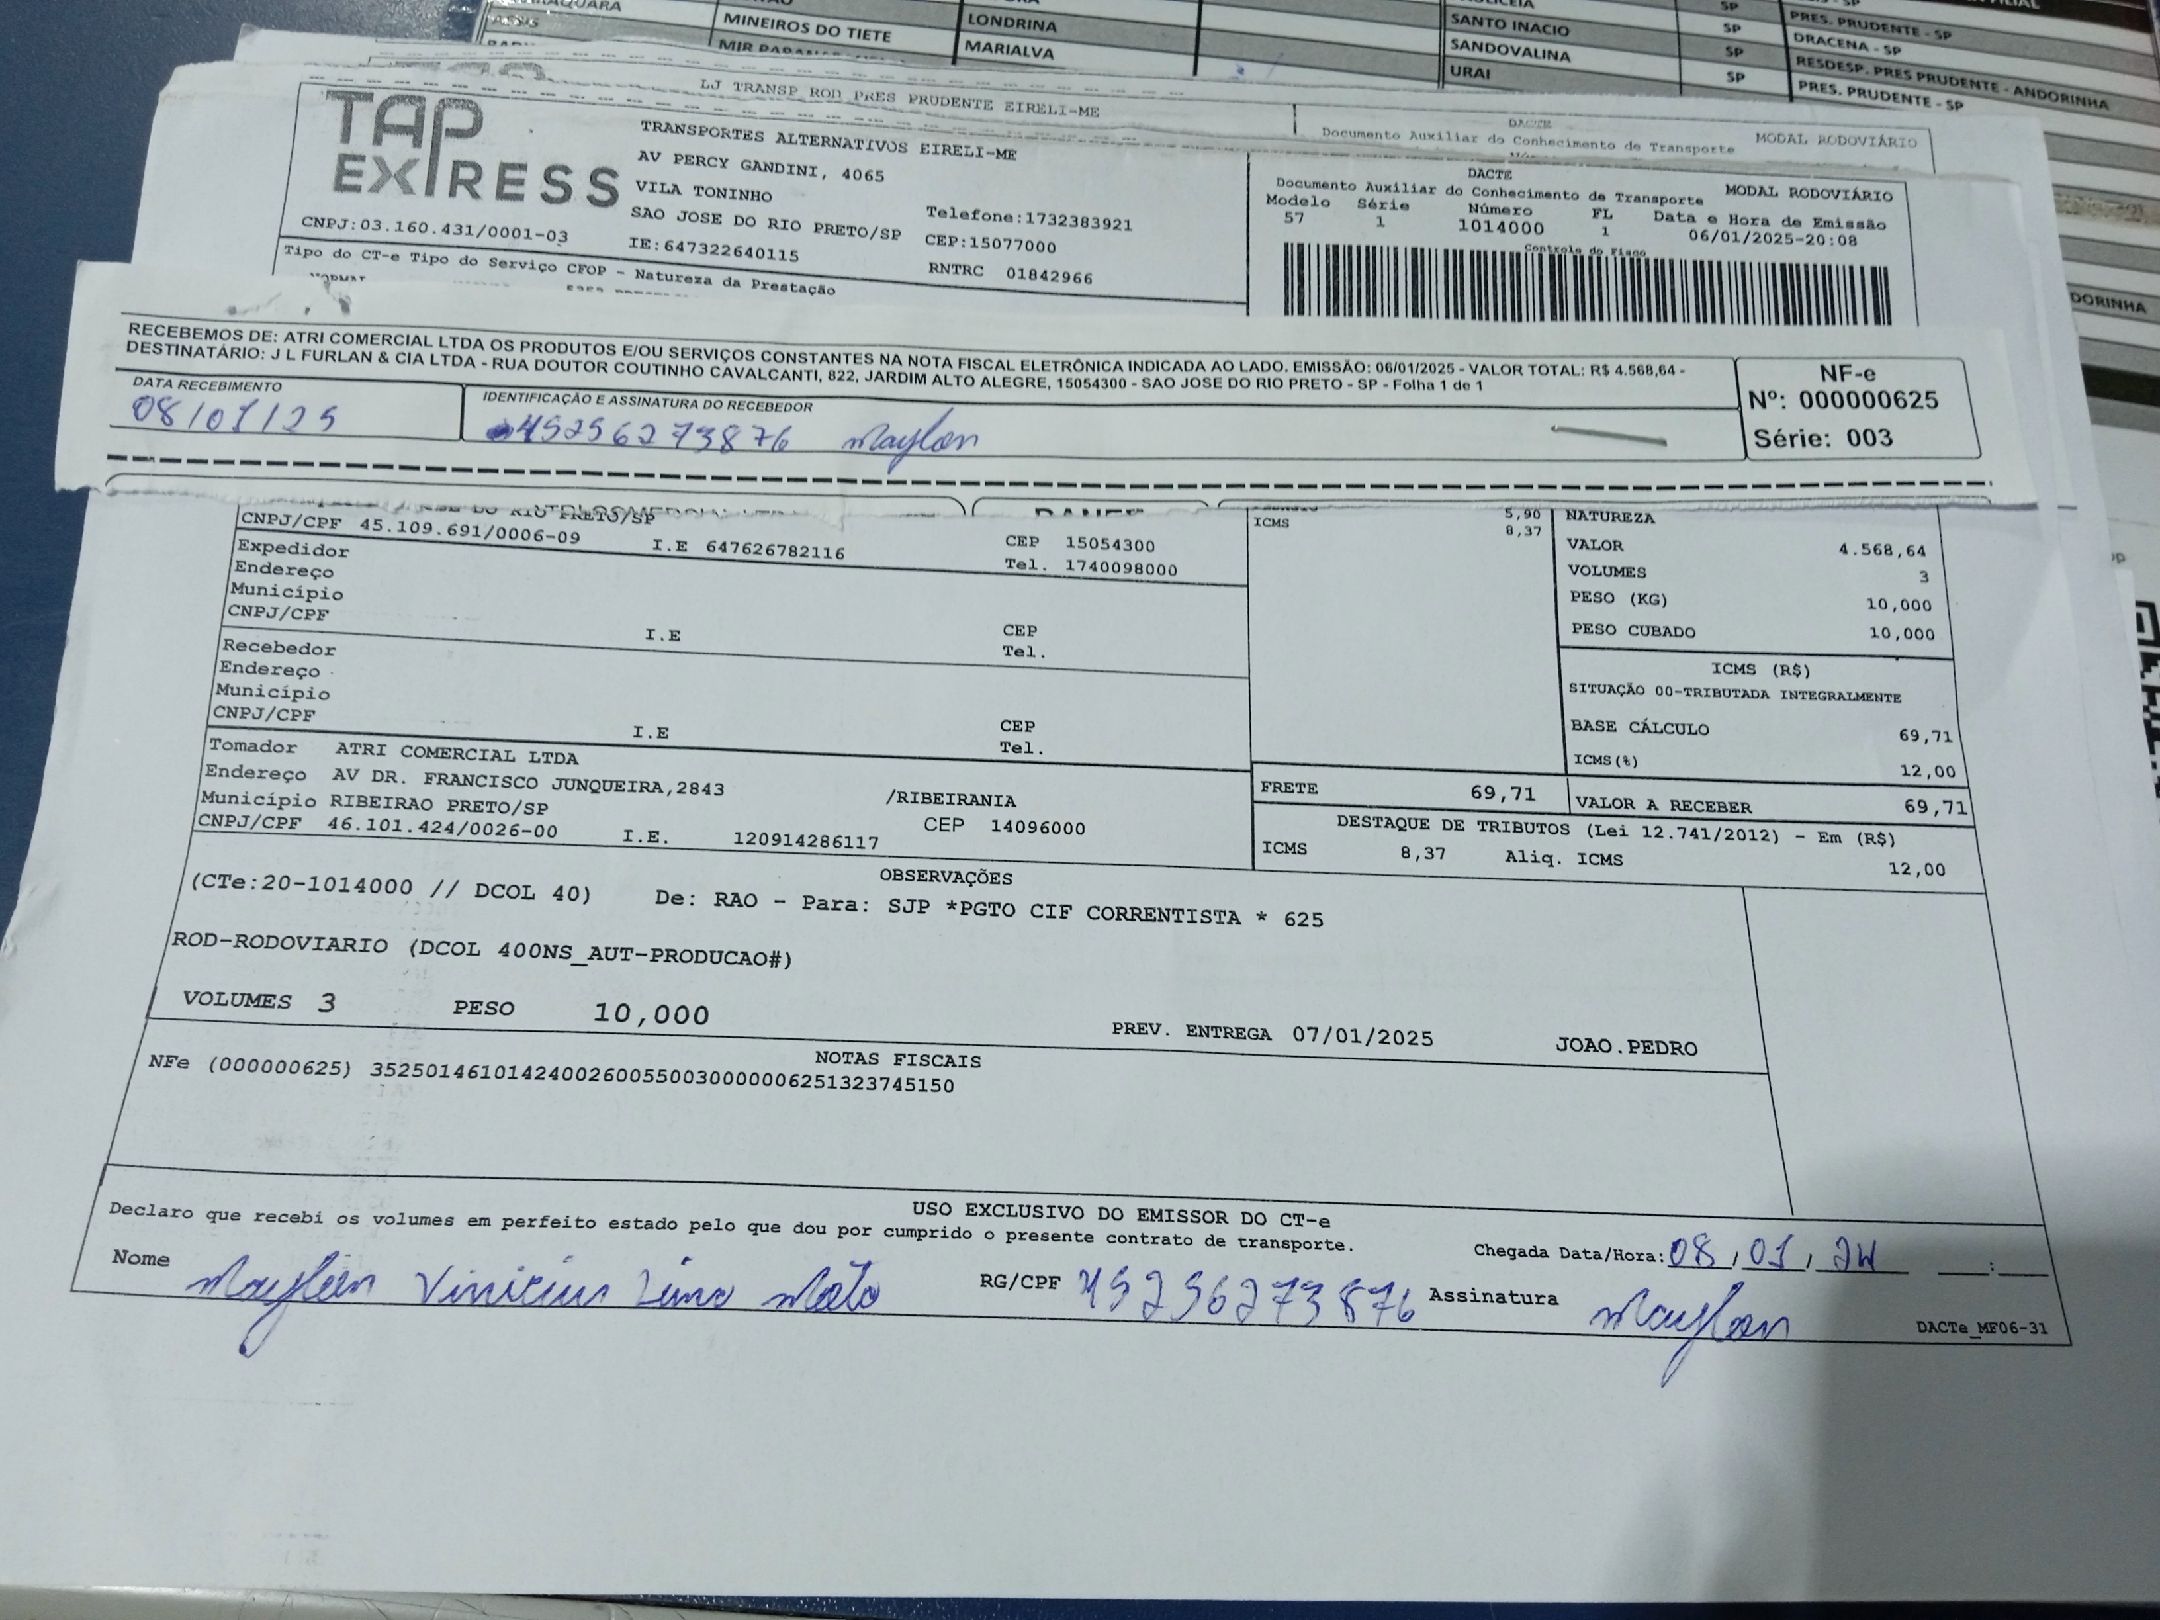 MINEIROS DO TIETE
LONDRINA
MARIALVA
SANTO INACIO
SANDOVALINA
URAI
SP
SP
SP
SP
PRES. PRUDENTE - SP
DRACENA - SP
RESDESP. PRES PRUDENTE - ANDORINHA
PRES. PRUDENTE - SP
LJ TRANSP ROD PRES PRUDENTE EIRELI-ME
DACTE
Documento Auxiliar do Conhecimento de Transporte
MODAL RODOVIÁRIO
TAP EXPRESS
TRANSPORTES ALTERNATIVOS EIRELI-ME
AV PERCY GANDINI, 4065
VILA TONINHO
SAO JOSE DO RIO PRETO/SP
Telefone:1732383921
CNPJ:03.160.431/0001-03
IE:647322640115
CEP:15077000
RNTRC 01842966
DACTE
Documento Auxiliar do Conhecimento de Transporte
MODAL RODOVIÁRIO
Modelo Série Número FL Data e Hora de Emissão
57 1 1014000 1 06/01/2025-20:08
Controle do Fisco
Tipo do CT-e Tipo do Serviço CFOP - Natureza da Prestação
RECEBEMOS DE: ATRI COMERCIAL LTDA OS PRODUTOS E/OU SERVIÇOS CONSTANTES NA NOTA FISCAL ELETRÔNICA INDICADA AO LADO. EMISSÃO: 06/01/2025 - VALOR TOTAL: R$ 4.568,64 -
DESTINATÁRIO: J L FURLAN & CIA LTDA - RUA DOUTOR COUTINHO CAVALCANTI, 822, JARDIM ALTO ALEGRE, 15054300 - SAO JOSE DO RIO PRETO - SP - Folha 1 de 1
DATA RECEBIMENTO
08/01/25
IDENTIFICAÇÃO E ASSINATURA DO RECEBEDOR
45256273876 Maylon
NF-e
Nº: 000000625
Série: 003
CNPJ/CPF 45.109.691/0006-09 I.E 647626782116 CEP 15054300
Tel. 1740098000
Expedidor
Endereço
Município
CNPJ/CPF I.E CEP
Tel.
Recebedor
Endereço
Município
CNPJ/CPF I.E CEP
Tel.
Tomador ATRI COMERCIAL LTDA
Endereço AV DR. FRANCISCO JUNQUEIRA,2843 /RIBEIRANIA
Município RIBEIRAO PRETO/SP CEP 14096000
CNPJ/CPF 46.101.424/0026-00 I.E. 120914286117
5,90
ICMS 8,37
NATUREZA
VALOR 4.568,64
VOLUMES 3
PESO (KG) 10,000
PESO CUBADO 10,000
ICMS (R$)
SITUAÇÃO 00-TRIBUTADA INTEGRALMENTE
BASE CÁLCULO 69,71
ICMS(%) 12,00
FRETE 69,71 VALOR A RECEBER 69,71
DESTAQUE DE TRIBUTOS (Lei 12.741/2012) - Em (R$)
ICMS 8,37 Aliq. ICMS 12,00
OBSERVAÇÕES
(CTe:20-1014000 // DCOL 40) De: RAO - Para: SJP *PGTO CIF CORRENTISTA * 625
ROD-RODOVIARIO (DCOL 400NS_AUT-PRODUCAO#)
VOLUMES 3 PESO 10,000 PREV. ENTREGA 07/01/2025 JOAO.PEDRO
NOTAS FISCAIS
NFe (000000625) 35250146101424002600550030000006251323745150
USO EXCLUSIVO DO EMISSOR DO CT-e
Declaro que recebi os volumes em perfeito estado pelo que dou por cumprido o presente contrato de transporte.
Chegada Data/Hora:08,01,24 __:__
Nome Maylon Vinicius Lima Mato RG/CPF 45256273876 Assinatura Maylon
DACTe_MF06-31